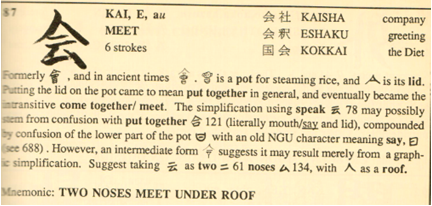 87
会
KAI, E, au
MEET
6 strokes
会社 KAISHA company
会釈 ESHAKU greeting
国会 KOKKAI the Diet
Formerly 會, and in ancient times . is a pot for steaming rice, and 亼 is its lid.
Putting the lid on the pot came to mean put together in general, and eventually became the
intransitive come together/ meet. The simplification using speak 云 78 may possibly
stem from confusion with put together 合 121 (literally mouth/say and lid), compounded
by confusion of the lower part of the pot with an old NGU character meaning say, 曰
(see 688). However, an intermediate form suggests it may result merely from a graph-
ic simplification. Suggest taking 云 as two 二 61 noses ム 134, with 人 as a roof.
Mnemonic: TWO NOSES MEET UNDER ROOF